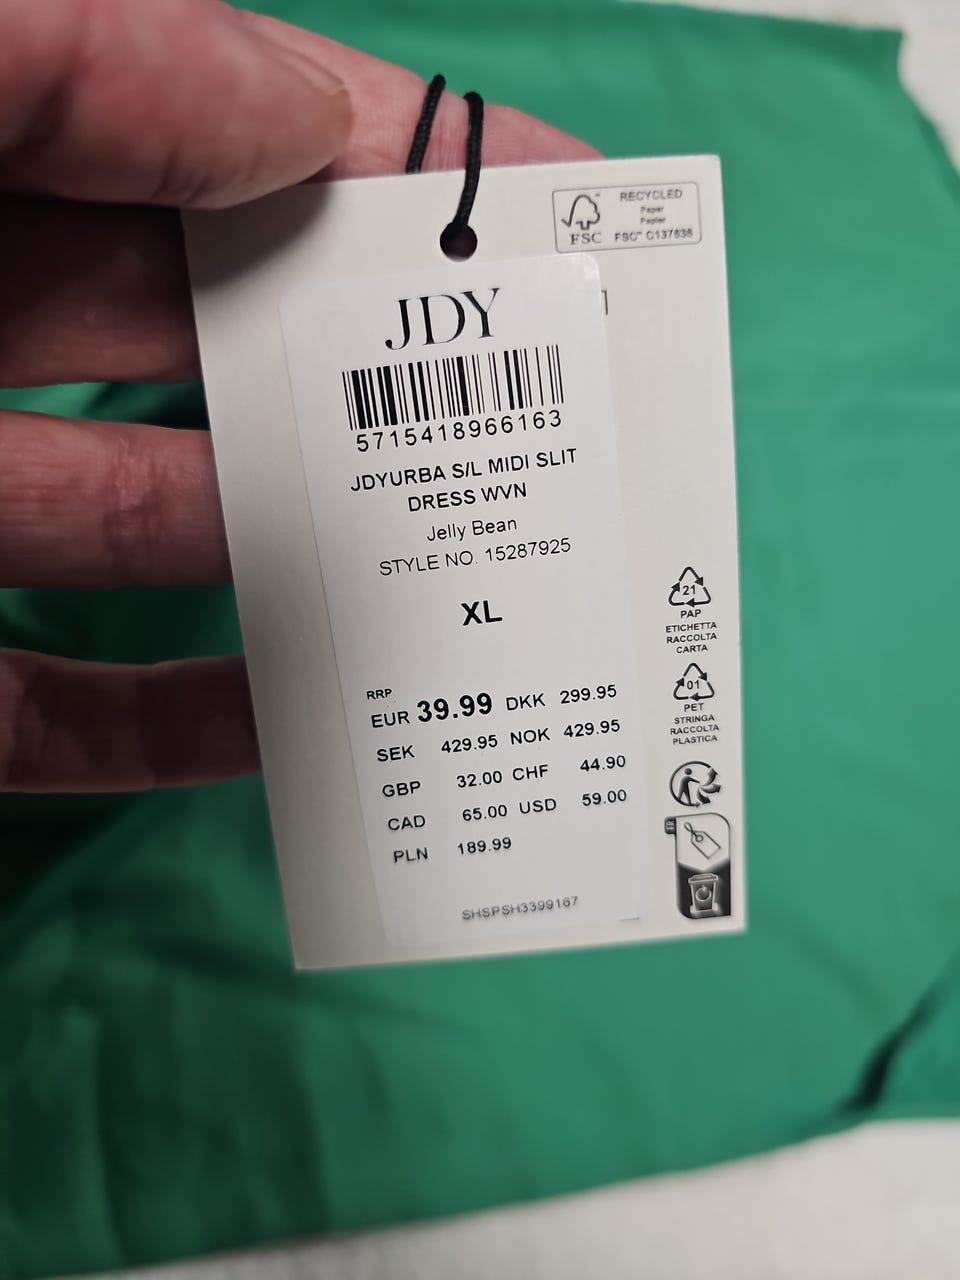 RECYCLED
Paper
Papier
FSC™ C137838
FSC
JDY
5715418966163
JDYURBA S/L MIDI SLIT
DRESS WVN
Jelly Bean
STYLE NO. 15287925
XL
RRP
EUR 39.99 DKK 299.95
SEK 429.95 NOK 429.95
GBP 32.00 CHF 44.90
CAD 65.00 USD 59.00
PLN 189.99
SHSPSH3399167
21
PAP
ETICHETTA
RACCOLTA
CARTA
01
PET
STRINGA
RACCOLTA
PLASTICA
FR